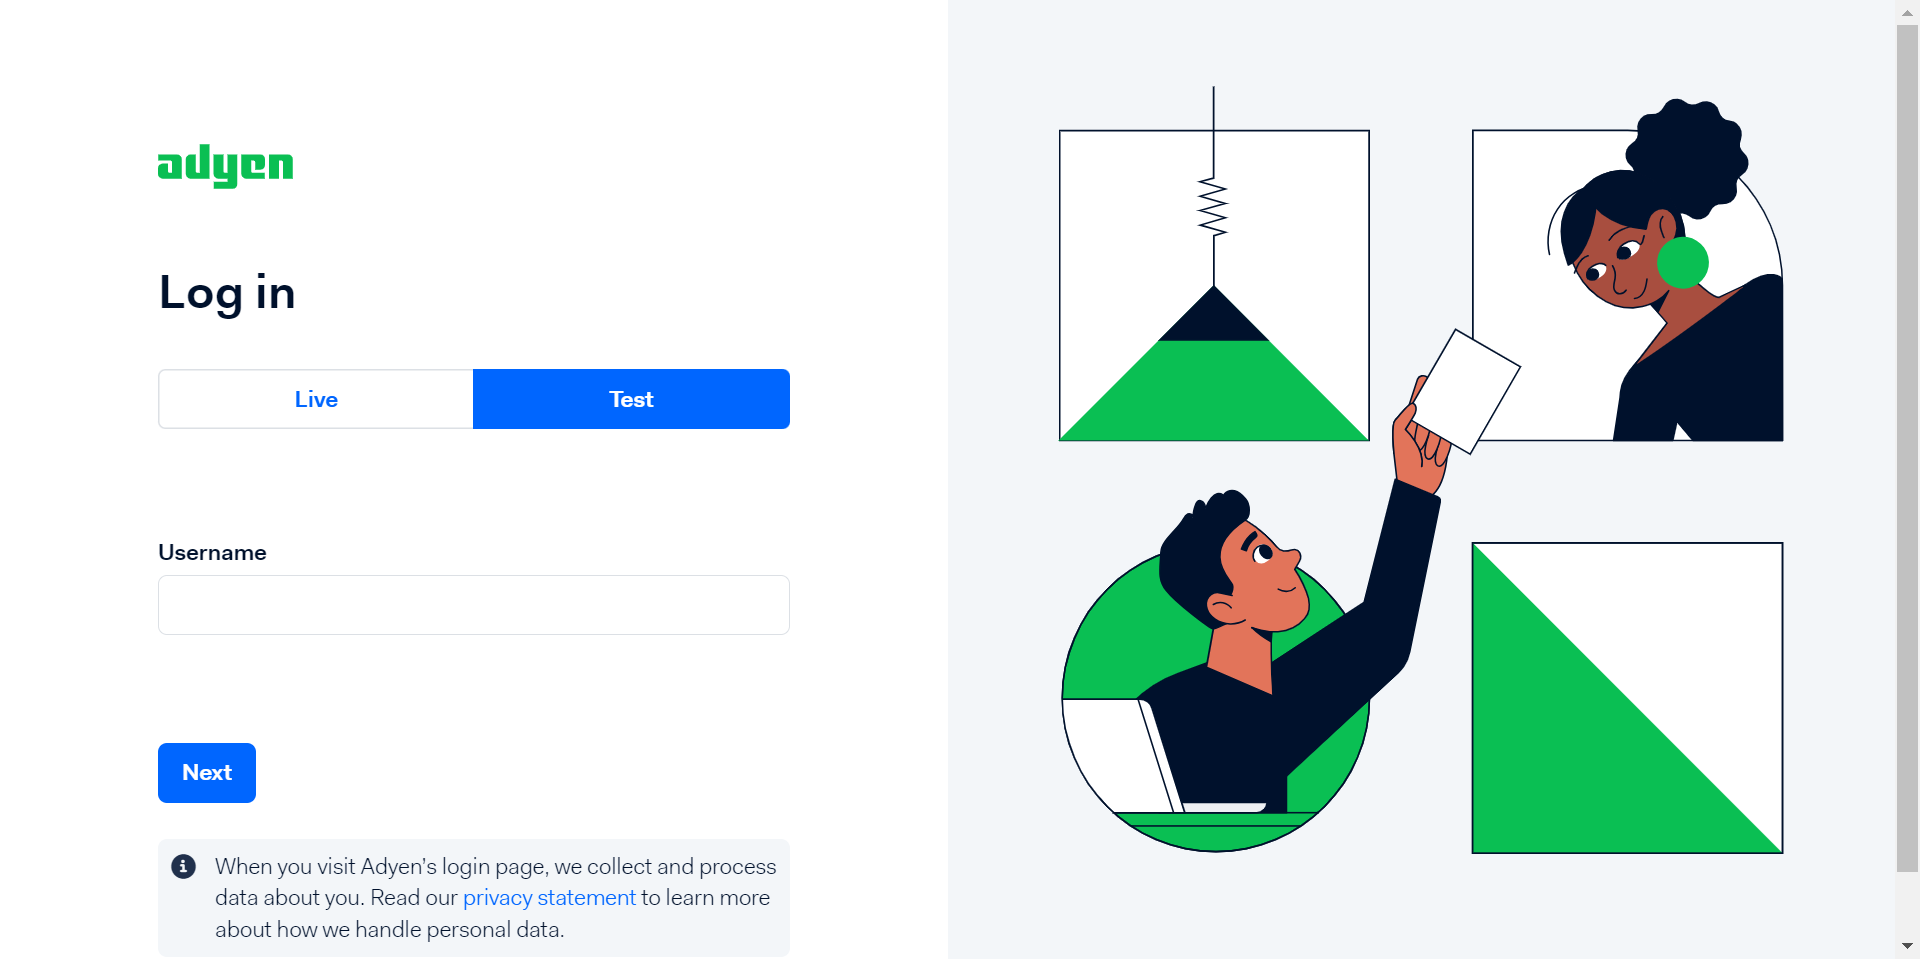 adyen
Log in
Live
Test
Username
Next
When you visit Adyen's login page, we collect and process
data about you. Read our privacy statement to learn more
about how we handle personal data.